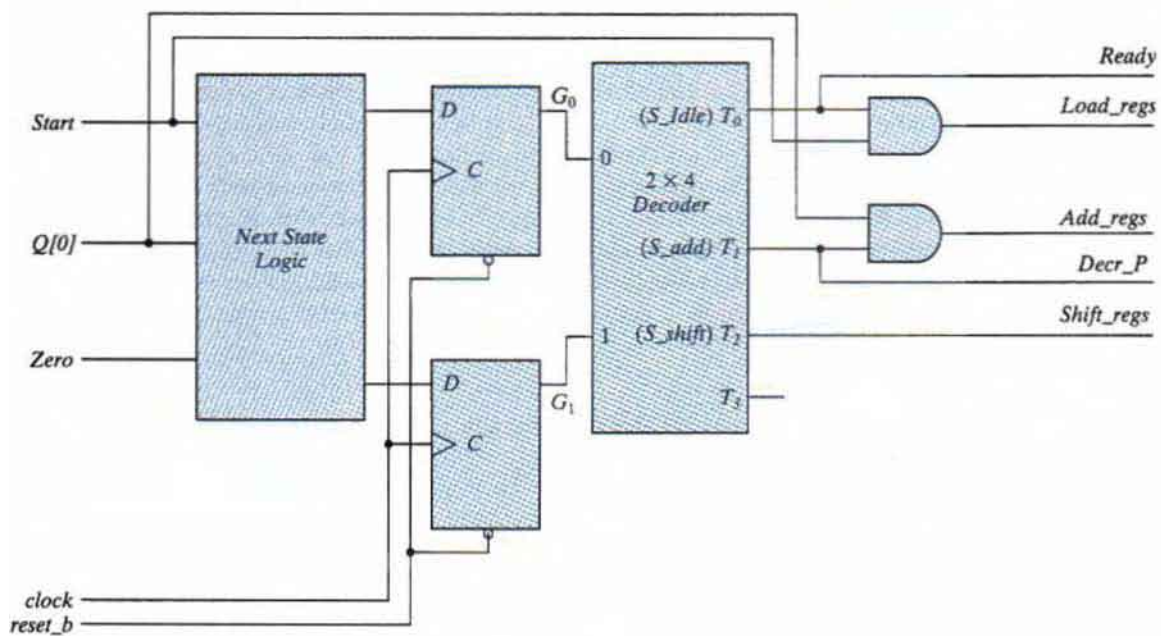 Start
Q[0]
Zero
clock
reset_b
Next State
Logic
D
C
G₀
D
C
G₁
0
1
2 × 4
Decoder
(S_Idle) T₀
(S_add) T₁
(S_shift) T₂
T₃
Ready
Load_regs
Add_regs
Decr_P
Shift_regs